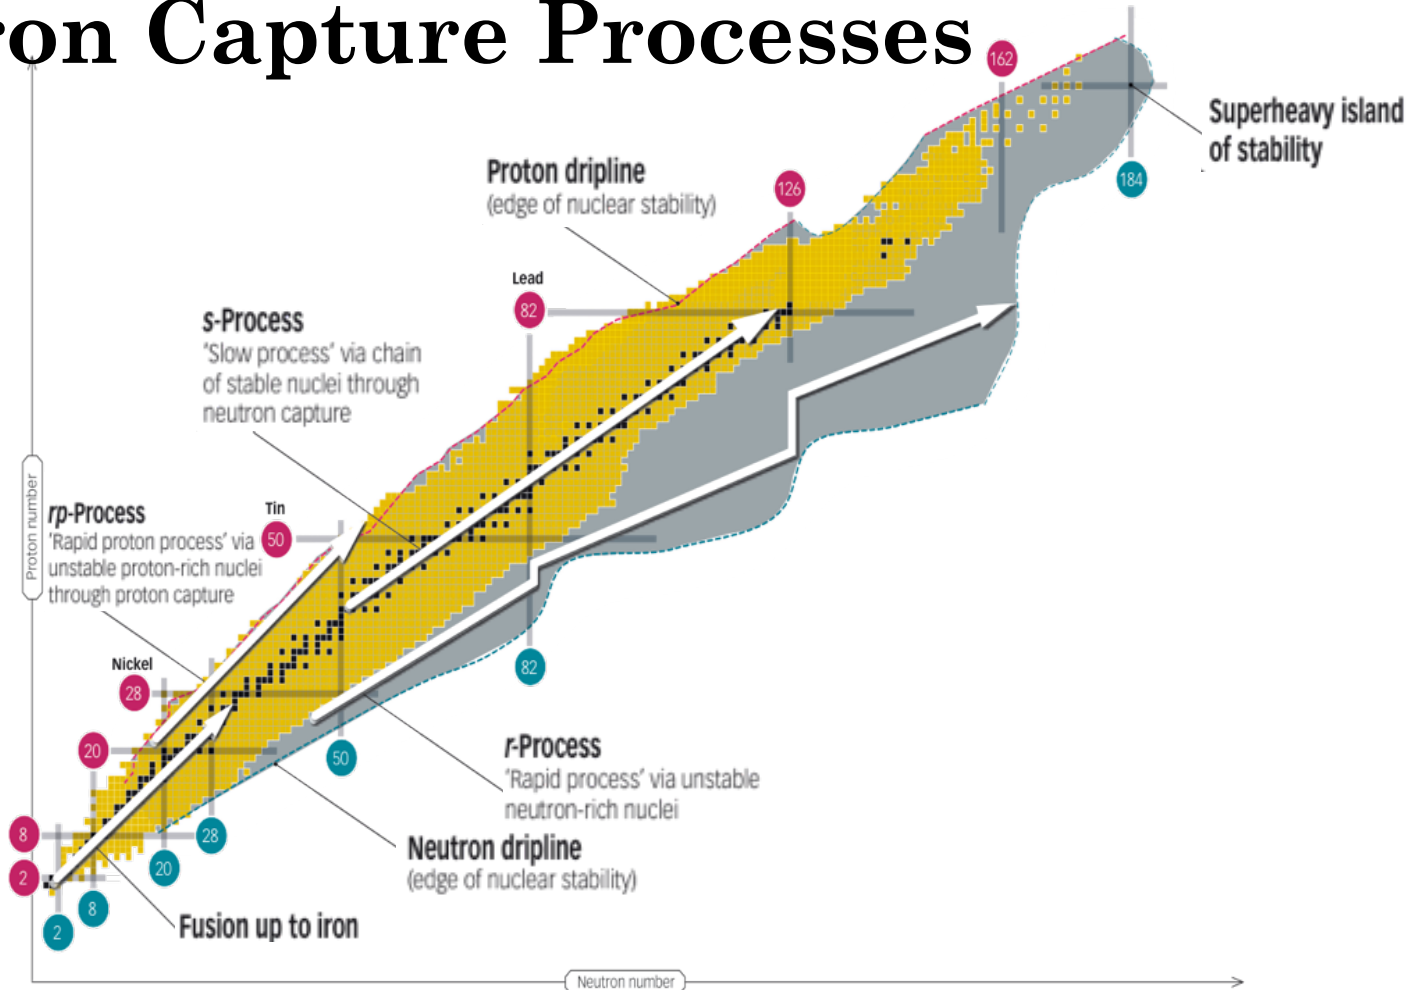 ron Capture Processes
162
Superheavy island
of stability
184
Proton dripline
(edge of nuclear stability)
126
Lead
82
s-Process
'Slow process' via chain
of stable nuclei through
neutron capture
Proton number
rp-Process
'Rapid proton process' via
unstable proton-rich nuclei
through proton capture
Tin
50
Nickel
28
20
8
2
82
50
r-Process
'Rapid process' via unstable
neutron-rich nuclei
Neutron dripline
(edge of nuclear stability)
28
20
8
2
Fusion up to iron
Neutron number